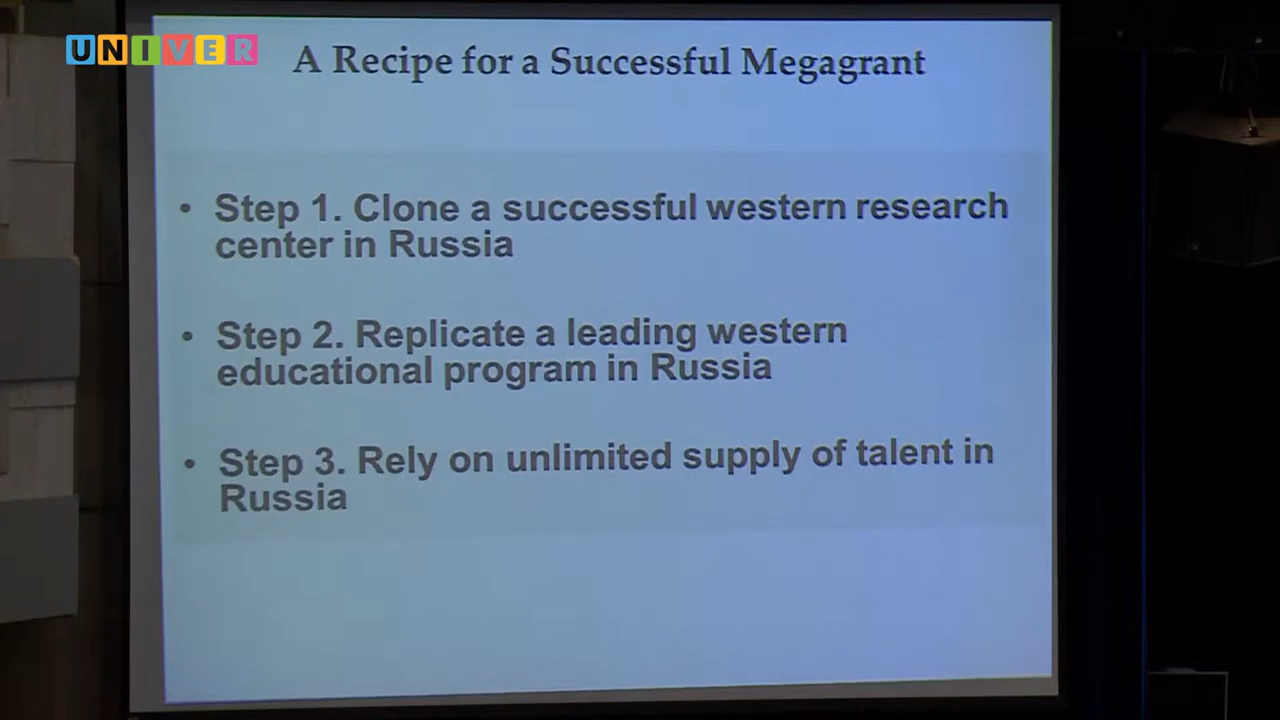 UNIVER
A Recipe for a Successful Megagrant
• Step 1. Clone a successful western research
center in Russia
• Step 2. Replicate a leading western
educational program in Russia
• Step 3. Rely on unlimited supply of talent in
Russia